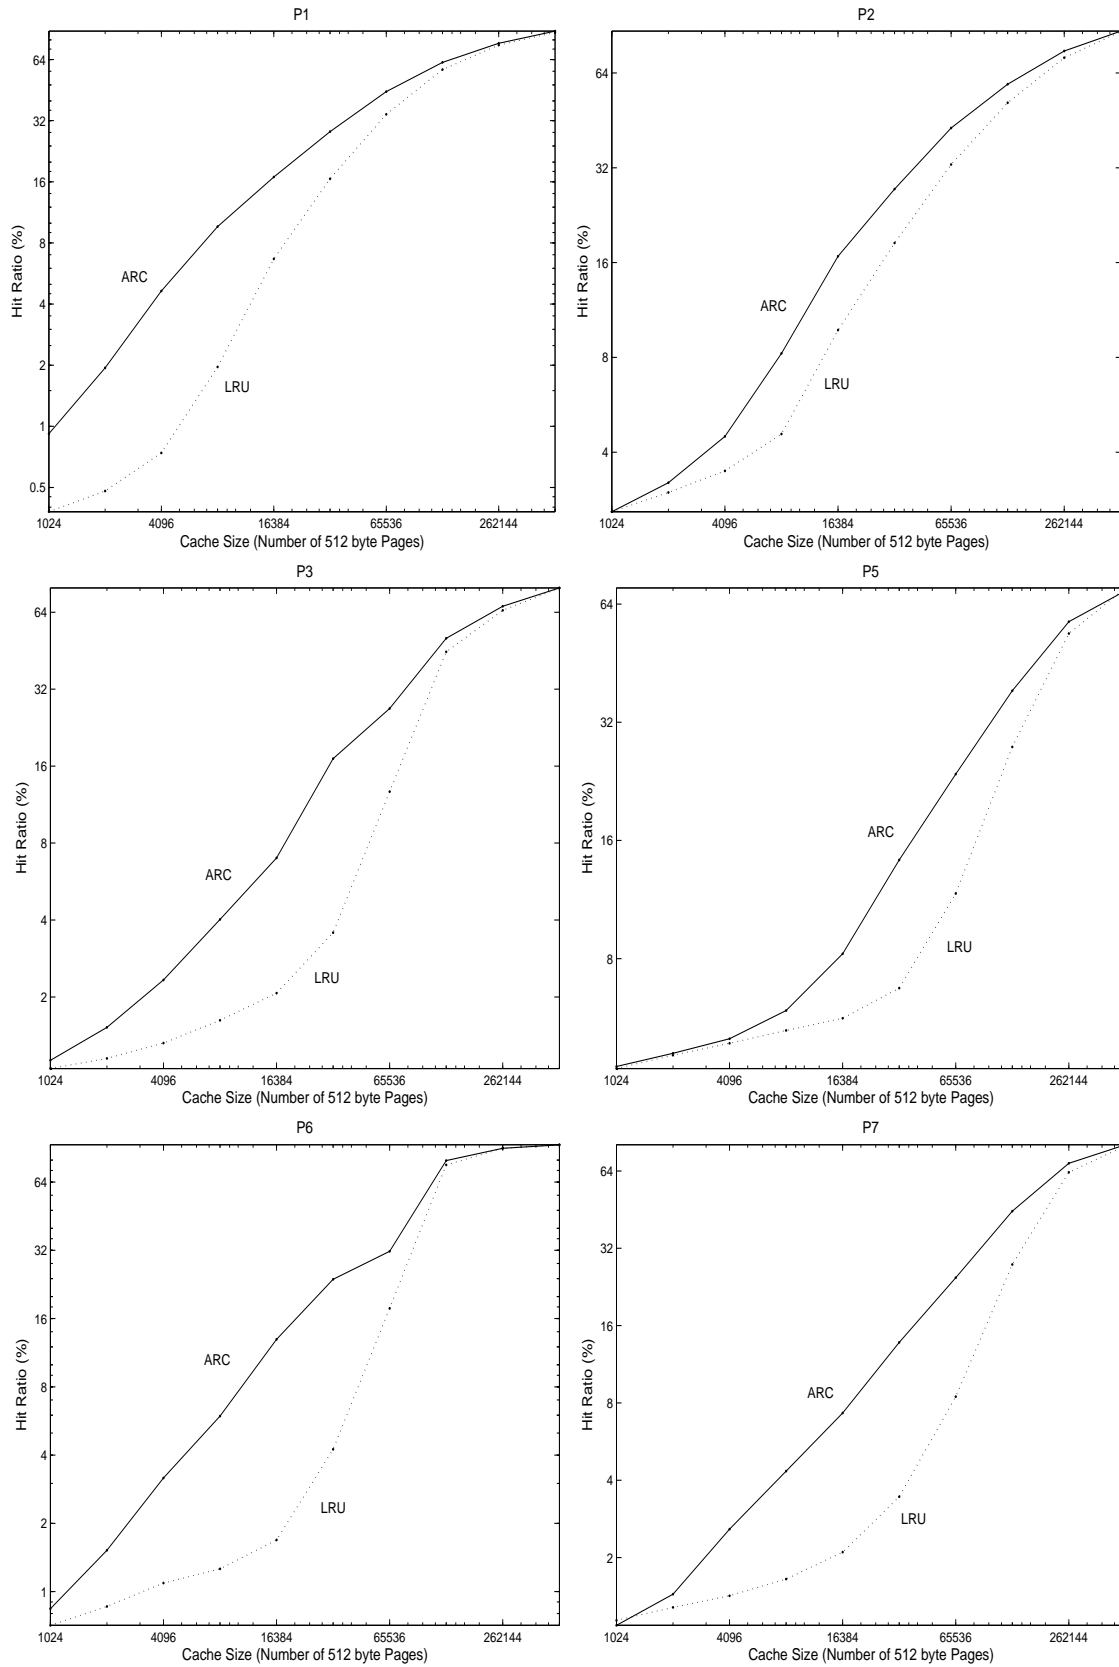 P1
Hit Ratio (%)
64
32
16
8
4
2
1
0.5
ARC
LRU
1024
4096
16384
65536
262144
Cache Size (Number of 512 byte Pages)
P2
Hit Ratio (%)
64
32
16
8
4
ARC
LRU
1024
4096
16384
65536
262144
Cache Size (Number of 512 byte Pages)
P3
Hit Ratio (%)
64
32
16
8
4
2
ARC
LRU
1024
4096
16384
65536
262144
Cache Size (Number of 512 byte Pages)
P5
Hit Ratio (%)
64
32
16
8
ARC
LRU
1024
4096
16384
65536
262144
Cache Size (Number of 512 byte Pages)
P6
Hit Ratio (%)
64
32
16
8
4
2
1
ARC
LRU
1024
4096
16384
65536
262144
Cache Size (Number of 512 byte Pages)
P7
Hit Ratio (%)
64
32
16
8
4
2
ARC
LRU
1024
4096
16384
65536
262144
Cache Size (Number of 512 byte Pages)